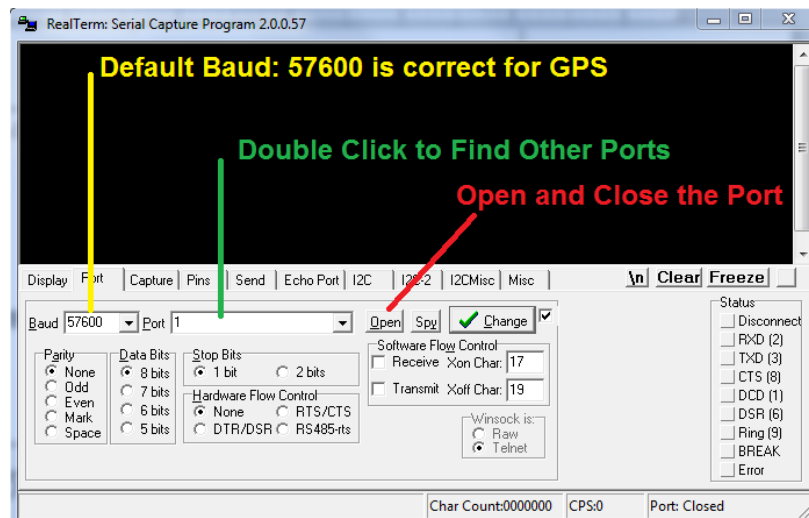 RealTerm: Serial Capture Program 2.0.0.57
Default Baud: 57600 is correct for GPS
Double Click to Find Other Ports
Open and Close the Port
Display Port Capture Pins Send Echo Port I2C I2C-2 I2CMisc Misc \n Clear Freeze
Baud 57600 Port 1 Open Spy Change
Parity
None
Odd
Even
Mark
Space
Data Bits
8 bits
7 bits
6 bits
5 bits
Stop Bits
1 bit 2 bits
Hardware Flow Control
None RTS/CTS
DTR/DSR RS485-rts
Software Flow Control
Receive Xon Char: 17
Transmit Xoff Char: 19
Winsock is:
Raw
Telnet
Status
Disconnect
RXD (2)
TXD (3)
CTS (8)
DCD (1)
DSR (6)
Ring (9)
BREAK
Error
Char Count:0000000 CPS:0 Port: Closed